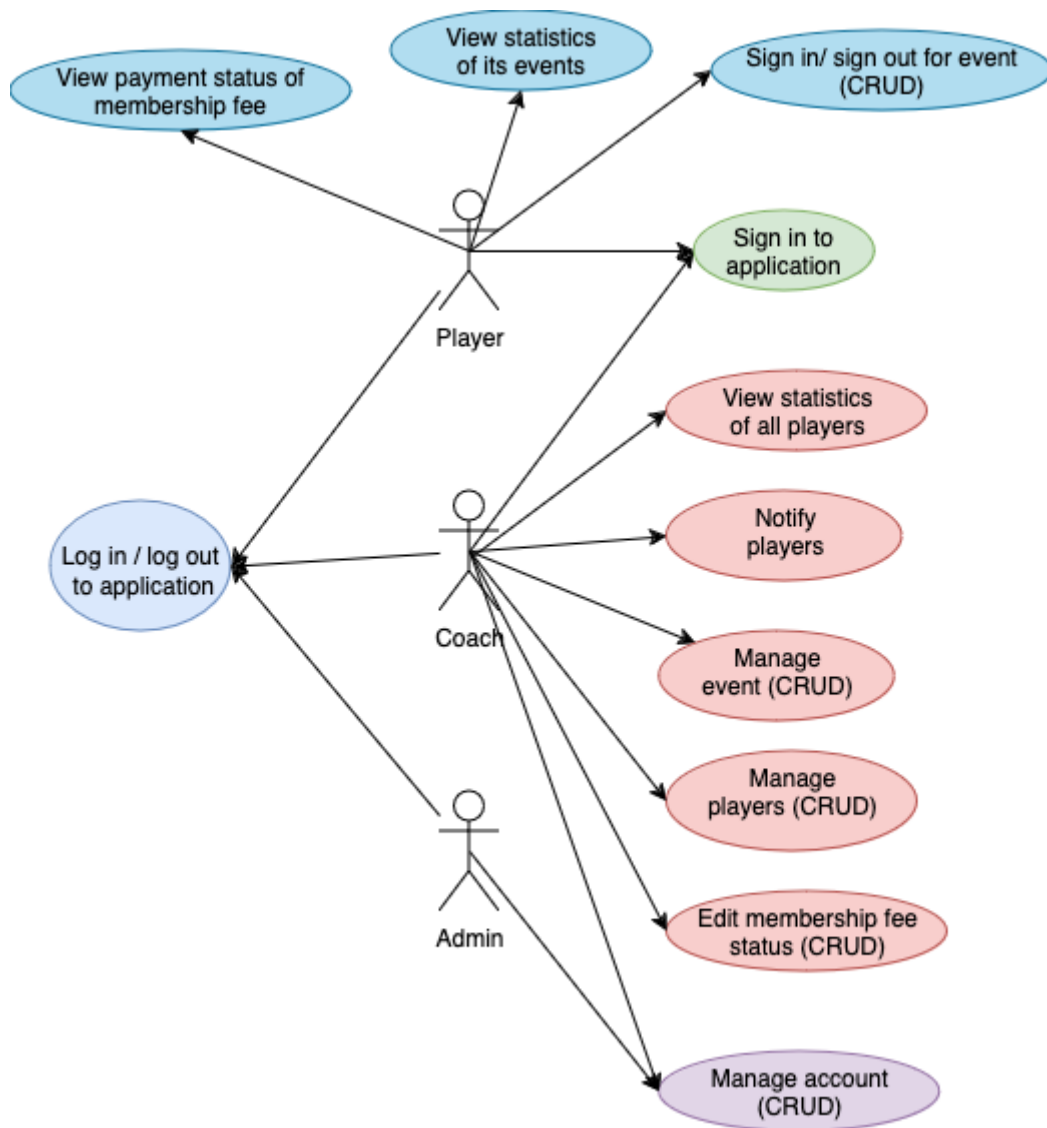 View statistics
of its events
View payment status of
membership fee
Sign in/ sign out for event
(CRUD)
Sign in to
application
Player
View statistics
of all players
Notify
players
Log in / log out
to application
Coach
Manage
event (CRUD)
Manage
players (CRUD)
Admin
Edit membership fee
status (CRUD)
Manage account
(CRUD)